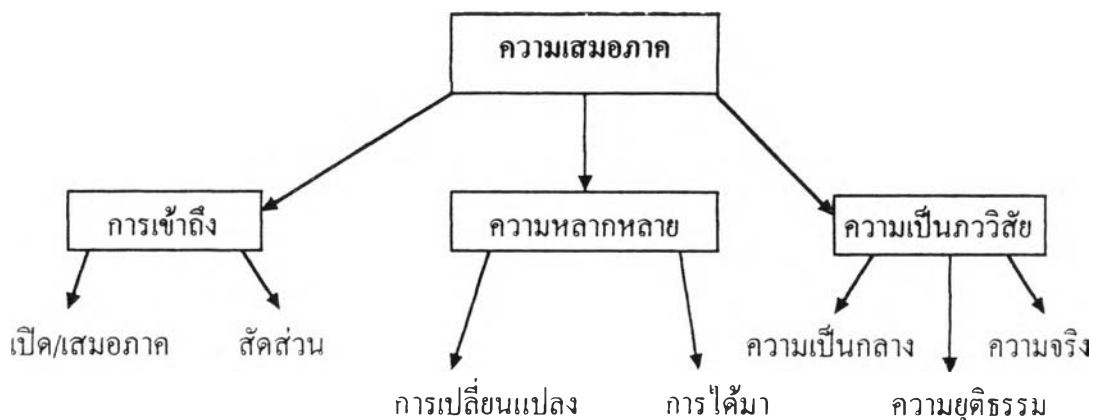 ความเสมอภาค
การเข้าถึง
ความหลากหลาย
ความเป็นภววิสัย
เปิด/เสมอภาค
สัดส่วน
ความเป็นกลาง
ความจริง
การเปลี่ยนแปลง
การได้มา
ความยุติธรรม